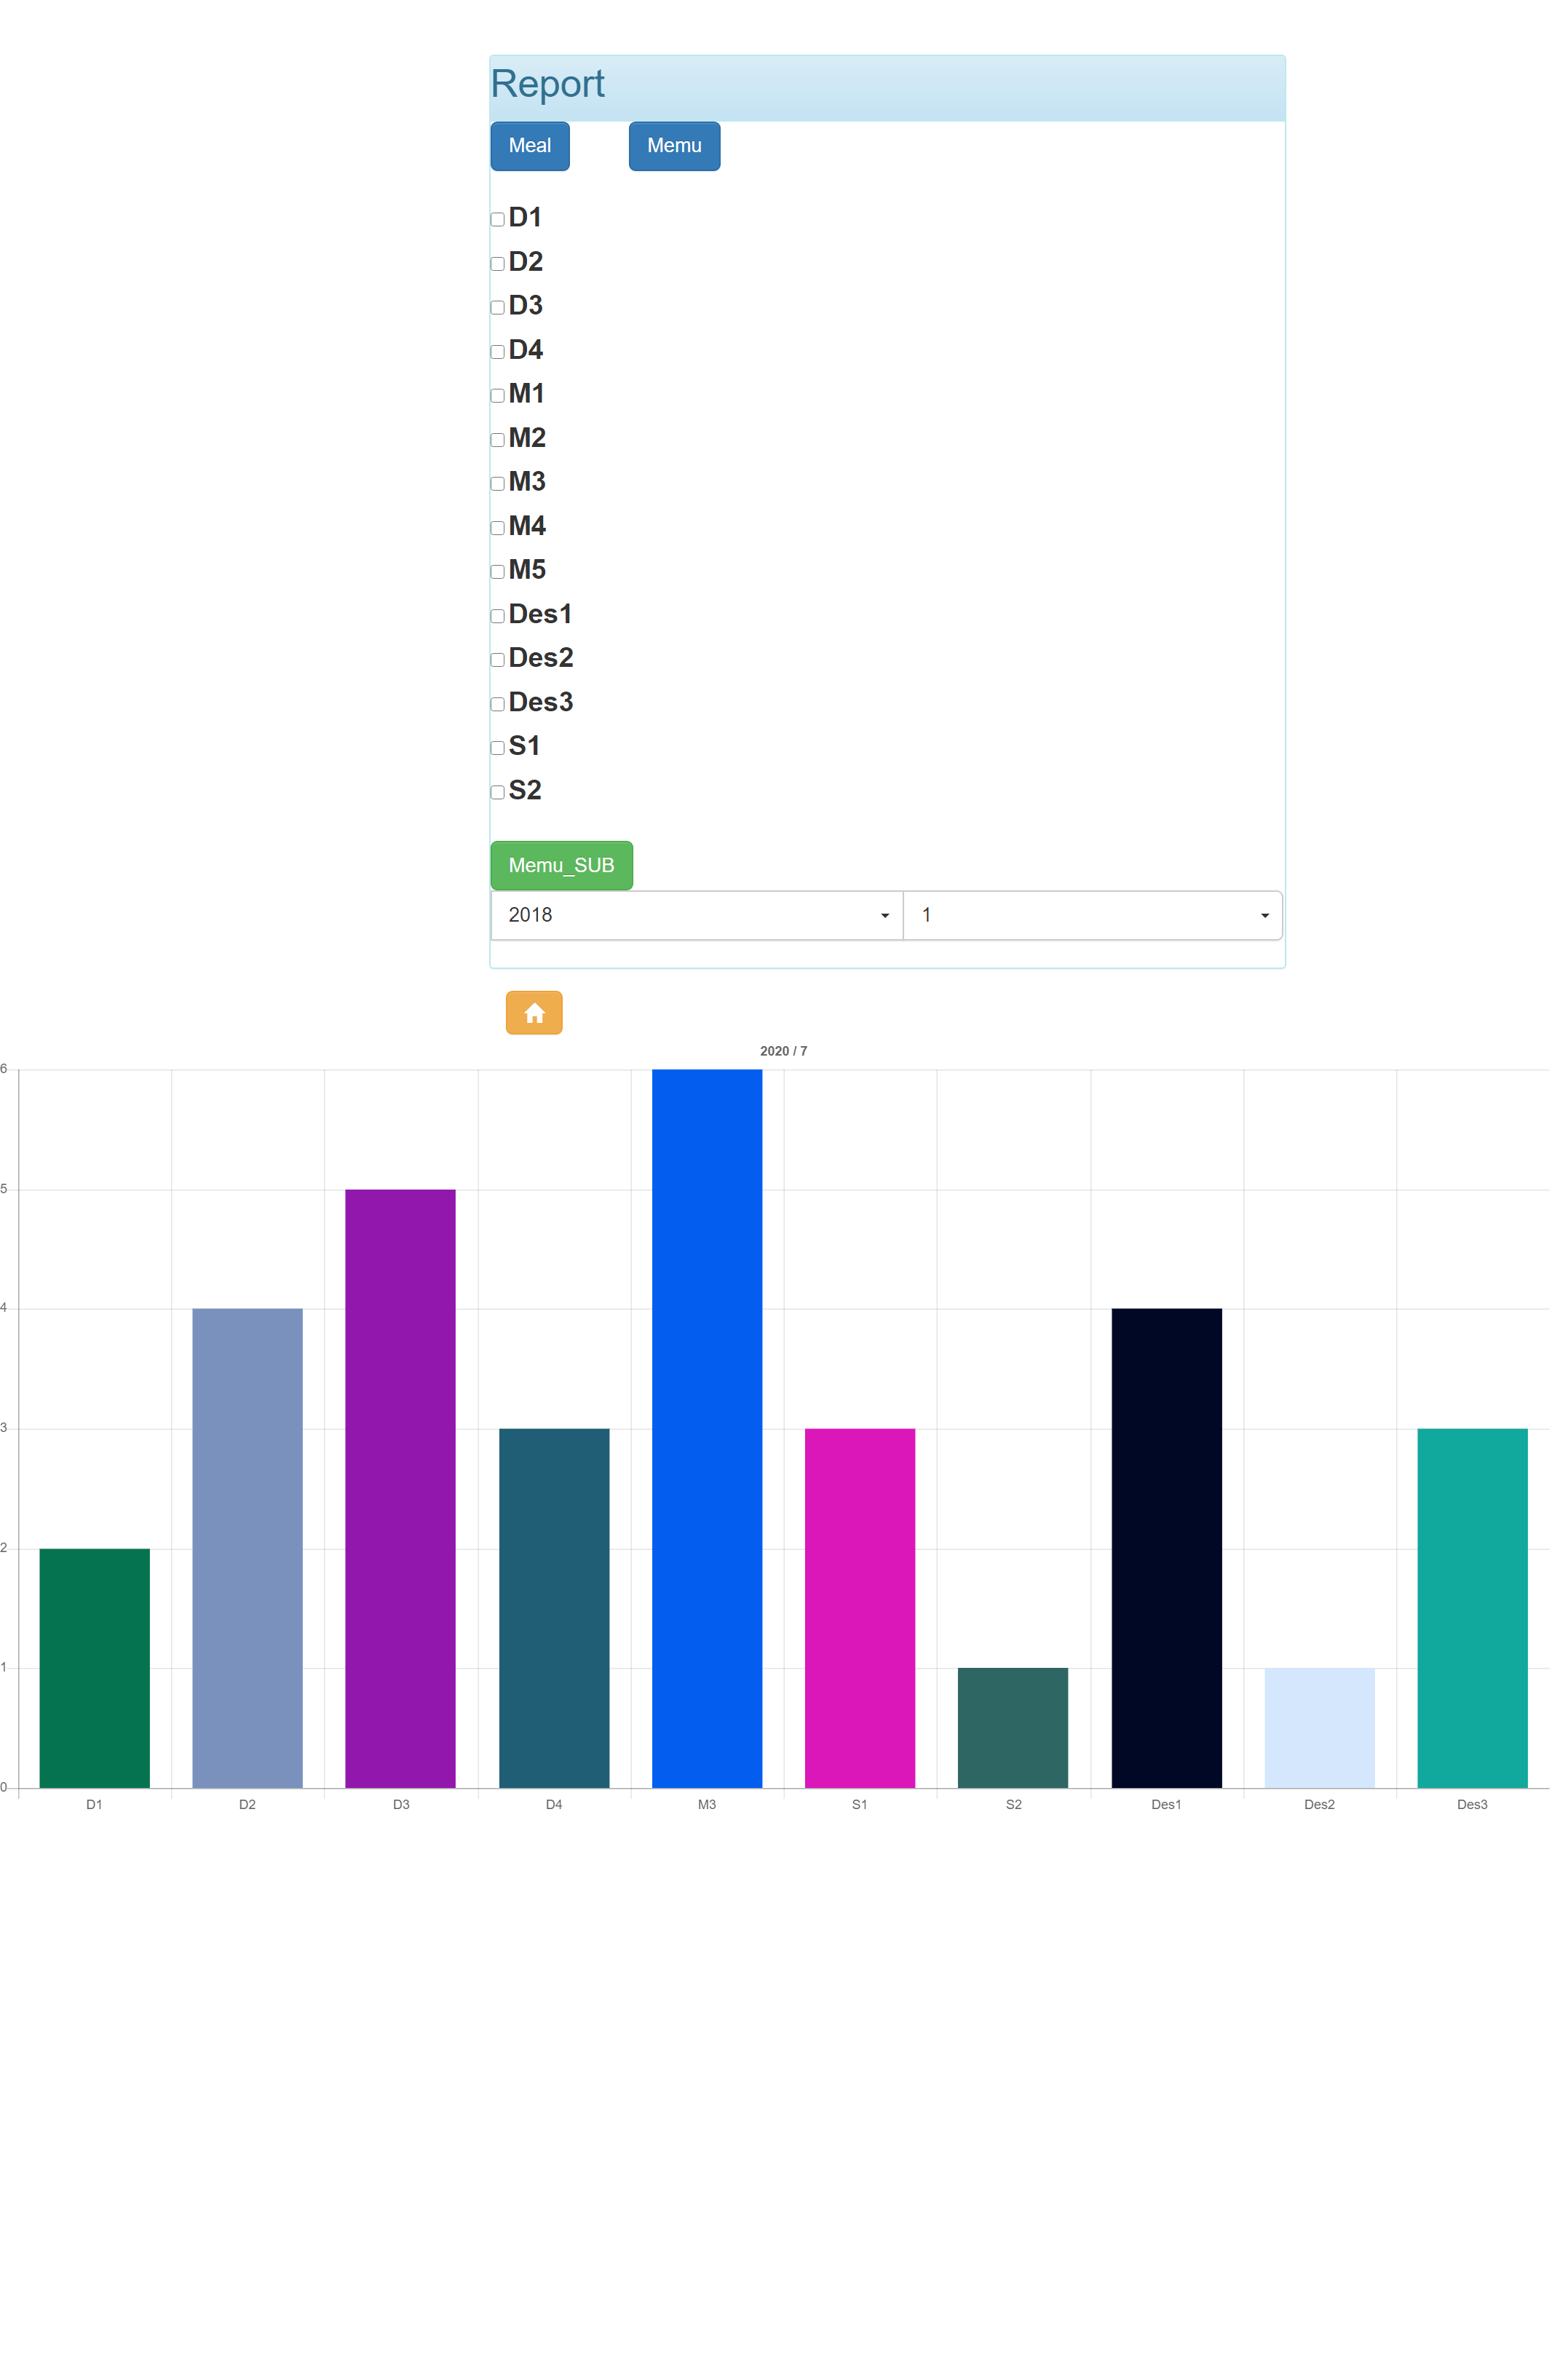 Report
Meal Memu
D1
D2
D3
D4
M1
M2
M3
M4
M5
Des1
Des2
Des3
S1
S2
Memu_SUB
2018 1
2020 / 7
6
5
4
3
2
1
0
D1 D2 D3 D4 M3 S1 S2 Des1 Des2 Des3